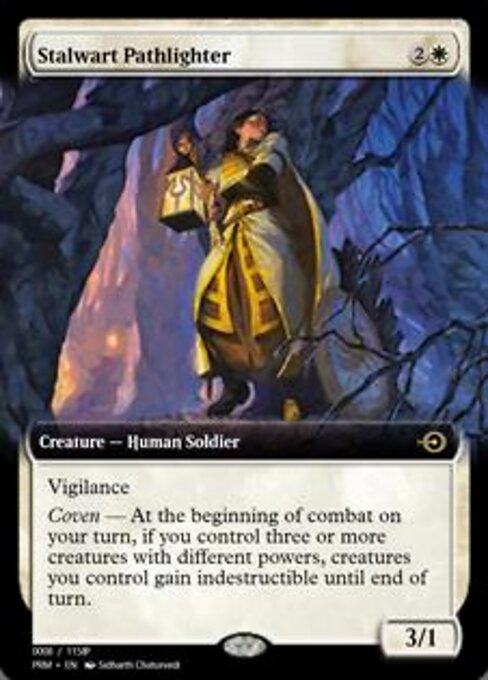 Stalwart Pathlighter 2
Creature — Human Soldier
Vigilance
Coven — At the beginning of combat on
your turn, if you control three or more
creatures with different powers, creatures
you control gain indestructible until end of
turn.
3/1
PRM • EN Sidharth Chaturvedi